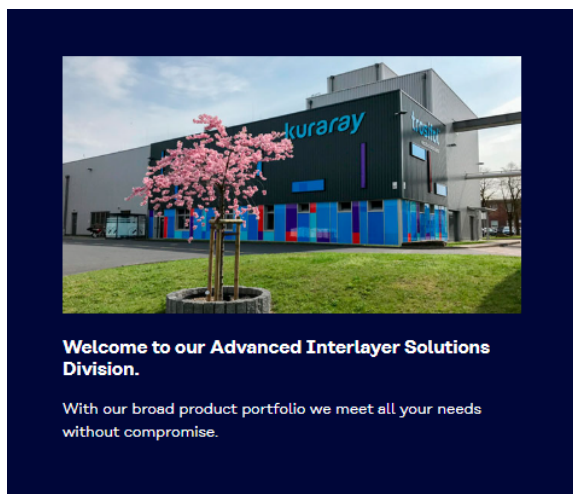 kuraray
trosifol
Welcome to our Advanced Interlayer Solutions
Division.
With our broad product portfolio we meet all your needs
without compromise.